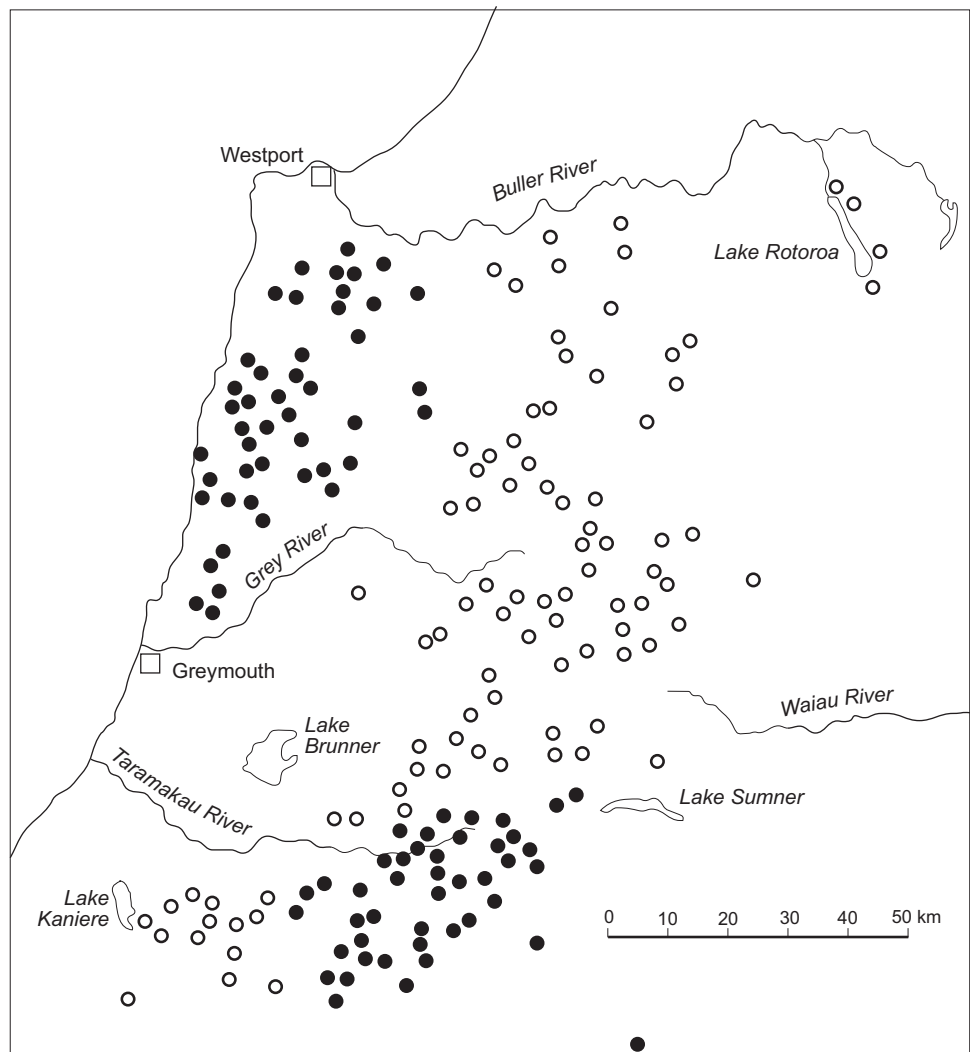 Westport
Buller River
Lake Rotoroa
Grey River
Greymouth
Waiau River
Lake
Brunner
Taramakau River
Lake Sumner
Lake
Kaniere
0 10 20 30 40 50 km